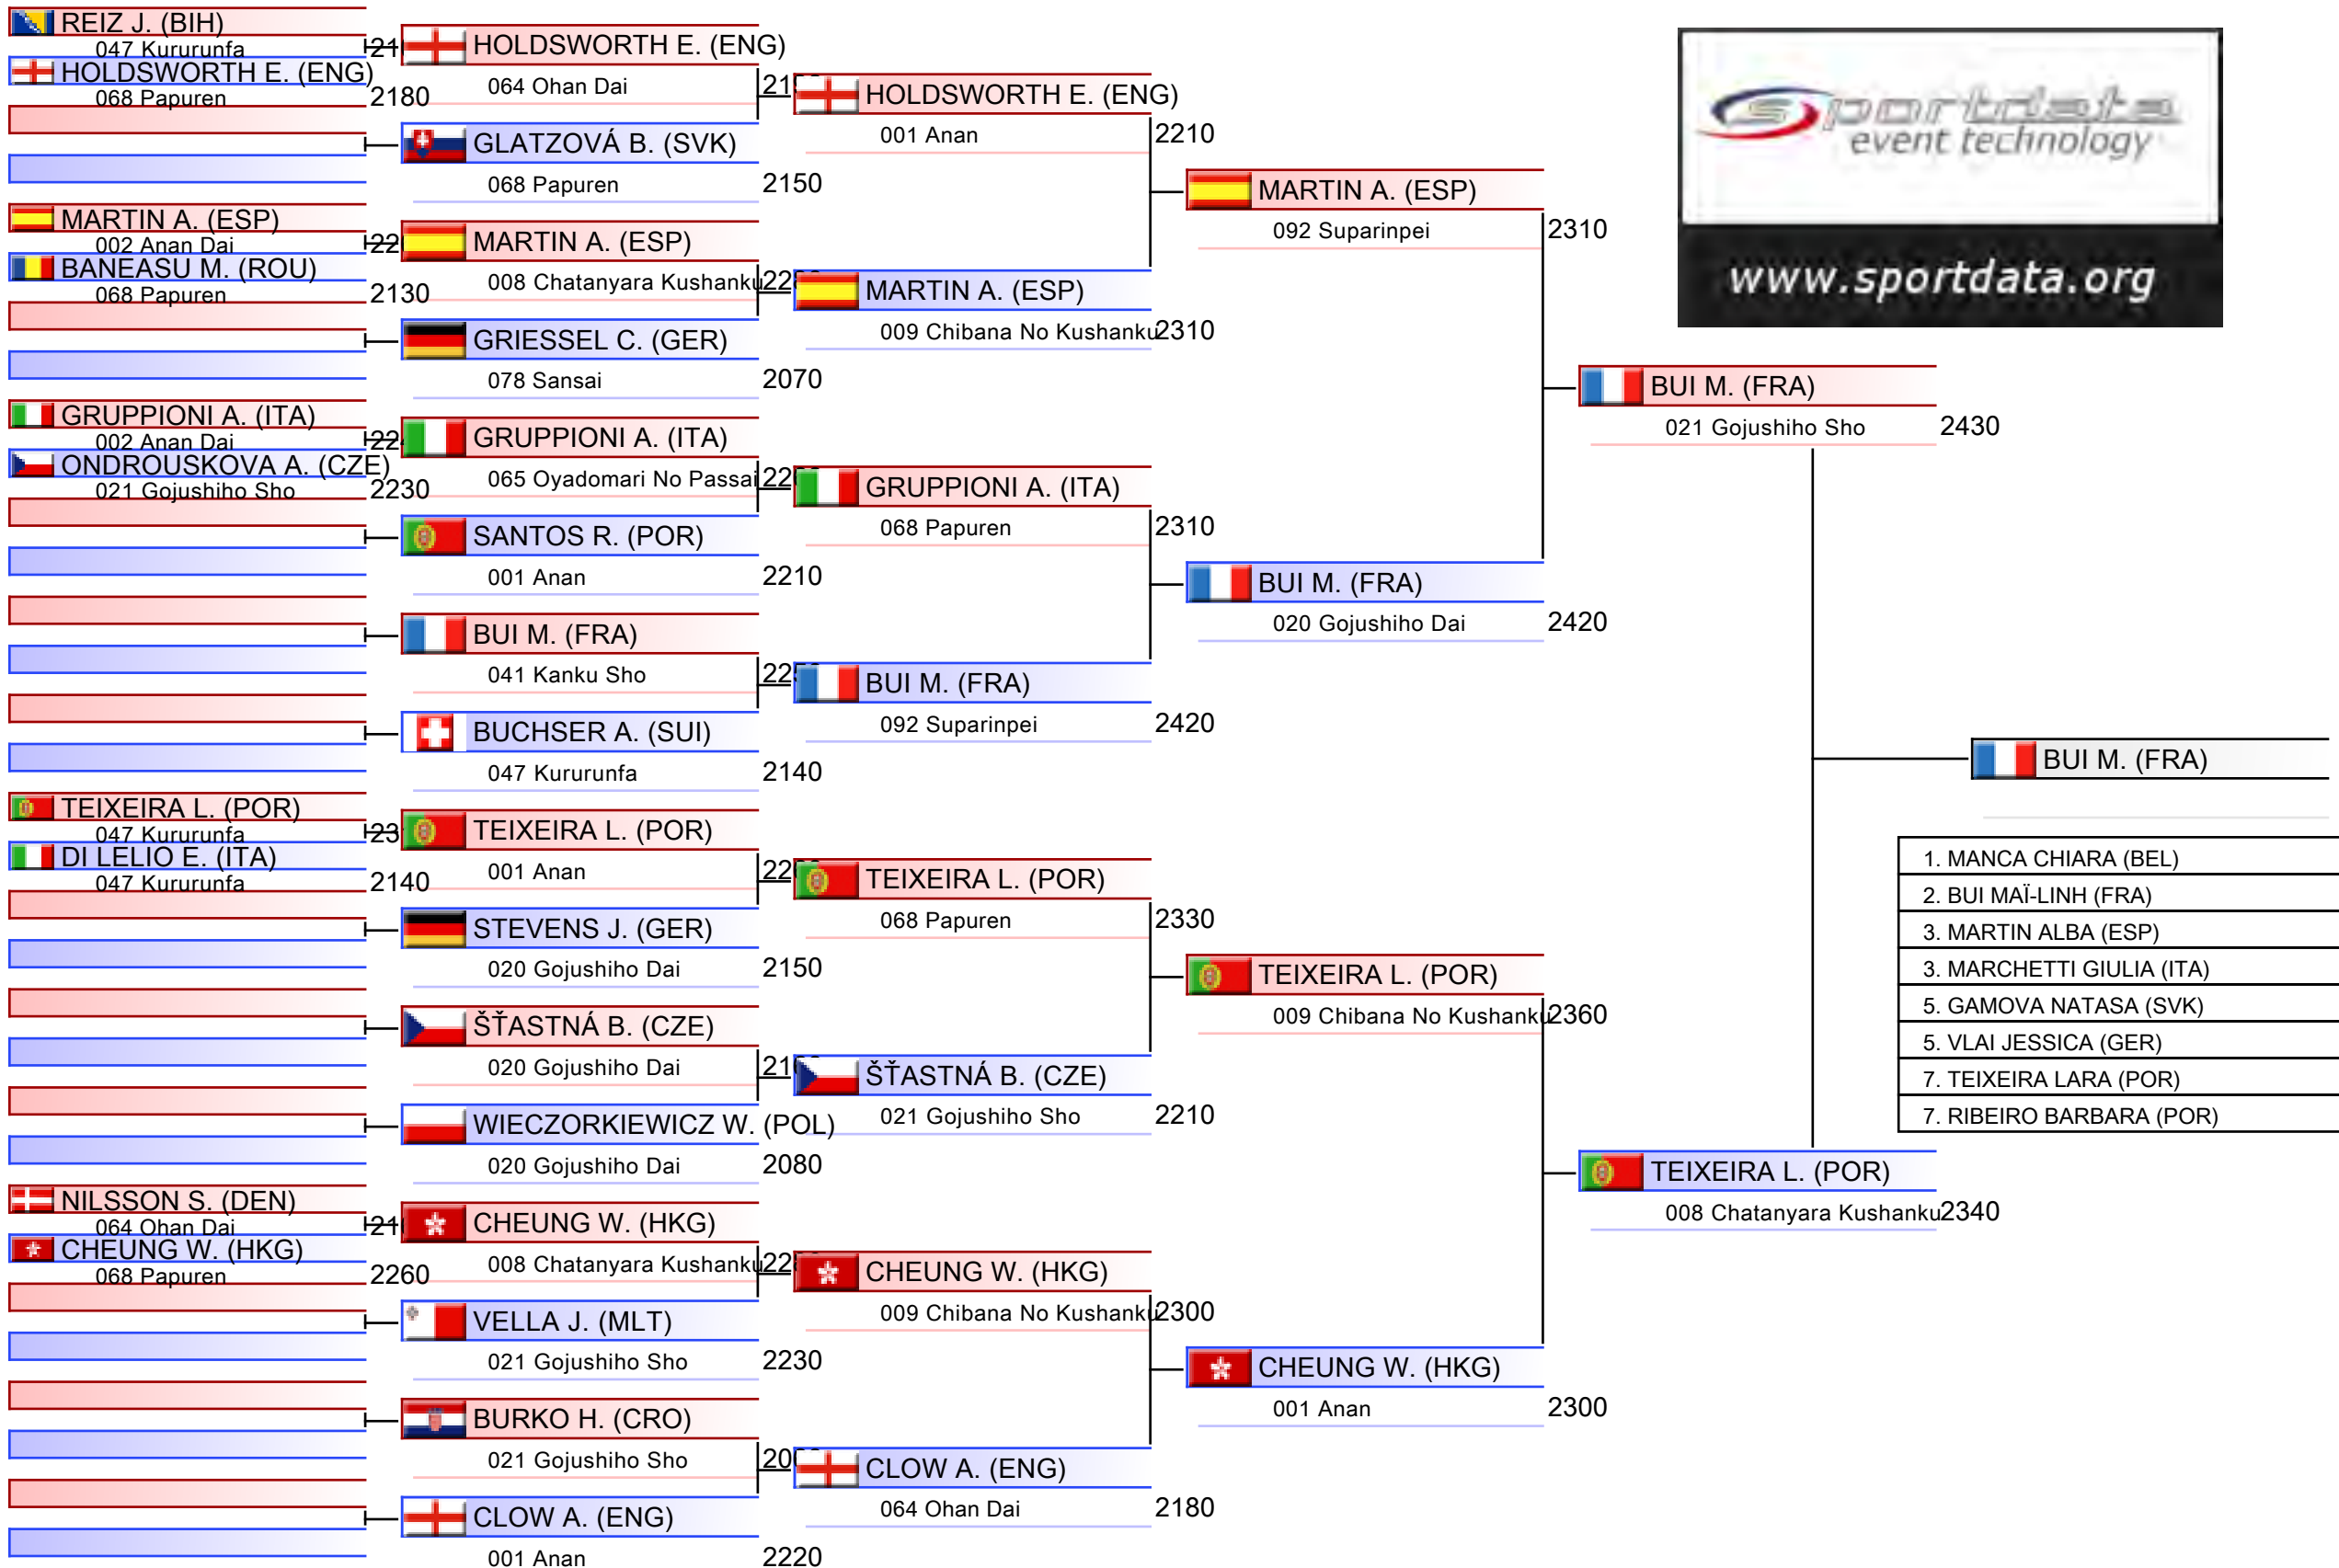 REIZ J. (BIH)
047 Kururunfa
HOLDSWORTH E. (ENG)
068 Papuren 2180
MARTIN A. (ESP)
002 Anan Dai
BANEASU M. (ROU)
068 Papuren 2130
GRUPPIONI A. (ITA)
002 Anan Dai
ONDROUSKOVA A. (CZE)
021 Gojushiho Sho 2230
TEIXEIRA L. (POR)
047 Kururunfa
DI LELIO E. (ITA)
047 Kururunfa 2140
NILSSON S. (DEN)
064 Ohan Dai
CHEUNG W. (HKG)
068 Papuren 2260
HOLDSWORTH E. (ENG)
064 Ohan Dai
GLATZOVÁ B. (SVK)
068 Papuren 2150
MARTIN A. (ESP)
008 Chatanyara Kushanku
GRIESSEL C. (GER)
078 Sansai 2070
GRUPPIONI A. (ITA)
065 Oyadomari No Passai
SANTOS R. (POR)
001 Anan 2210
BUI M. (FRA)
041 Kanku Sho
BUCHSER A. (SUI)
047 Kururunfa 2140
TEIXEIRA L. (POR)
001 Anan
STEVENS J. (GER)
020 Gojushiho Dai 2150
ŠŤASTNÁ B. (CZE)
020 Gojushiho Dai
WIECZORKIEWICZ W. (POL)
020 Gojushiho Dai 2080
CHEUNG W. (HKG)
008 Chatanyara Kushanku
VELLA J. (MLT)
021 Gojushiho Sho 2230
BURKO H. (CRO)
021 Gojushiho Sho
CLOW A. (ENG)
001 Anan 2220
HOLDSWORTH E. (ENG)
001 Anan 2210
MARTIN A. (ESP)
009 Chibana No Kushanku 2310
GRUPPIONI A. (ITA)
068 Papuren 2310
BUI M. (FRA)
092 Suparinpei 2420
TEIXEIRA L. (POR)
068 Papuren 2330
ŠŤASTNÁ B. (CZE)
021 Gojushiho Sho 2210
CHEUNG W. (HKG)
009 Chibana No Kushanku 2300
CLOW A. (ENG)
064 Ohan Dai 2180
MARTIN A. (ESP)
092 Suparinpei 2310
BUI M. (FRA)
020 Gojushiho Dai 2420
TEIXEIRA L. (POR)
009 Chibana No Kushanku 2360
CHEUNG W. (HKG)
001 Anan 2300
BUI M. (FRA)
021 Gojushiho Sho 2430
TEIXEIRA L. (POR)
008 Chatanyara Kushanku 2340
sportdata
event technology
www.sportdata.org
BUI M. (FRA)
1. MANCA CHIARA (BEL)
2. BUI MAÏ-LINH (FRA)
3. MARTIN ALBA (ESP)
3. MARCHETTI GIULIA (ITA)
5. GAMOVA NATASA (SVK)
5. VLAI JESSICA (GER)
7. TEIXEIRA LARA (POR)
7. RIBEIRO BARBARA (POR)